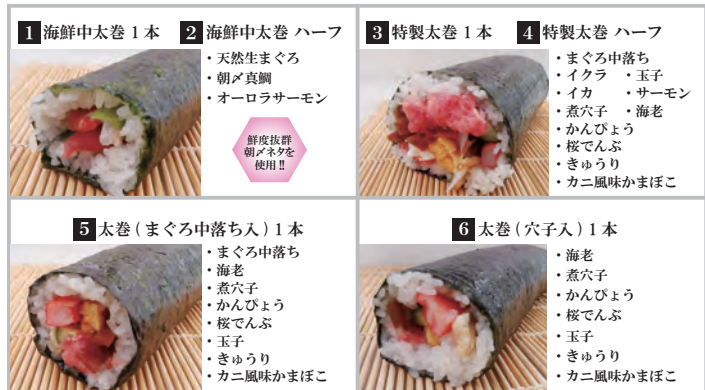 1 海鮮中太巻 1本 2 海鮮中太巻 ハーフ
・天然生まぐろ
・朝〆真鯛
・オーロラサーモン
鮮度抜群
朝〆ネタを
使用!!
3 特製太巻 1本 4 特製太巻 ハーフ
・まぐろ中落ち
・イクラ ・玉子
・イカ ・サーモン
・煮穴子 ・海老
・かんぴょう
・桜でんぶ
・きゅうり
・カニ風味かまぼこ
5 太巻(まぐろ中落ち入)1本
・まぐろ中落ち
・海老
・煮穴子
・かんぴょう
・桜でんぶ
・玉子
・きゅうり
・カニ風味かまぼこ
6 太巻(穴子入)1本
・海老
・煮穴子
・かんぴょう
・桜でんぶ
・玉子
・きゅうり
・カニ風味かまぼこ